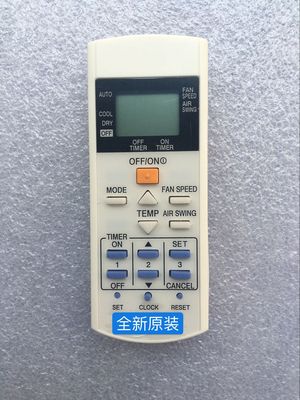 FAN
AUTO SPEED
AIR
COOL SWING
DRY
OFF
OFF ON
TIMER TIMER
OFF/ON
MODE FAN SPEED
TEMP AIR SWING
TIMER
ON ▲ SET
1 2 3
OFF ▼ CANCEL
SET CLOCK RESET
全新原装